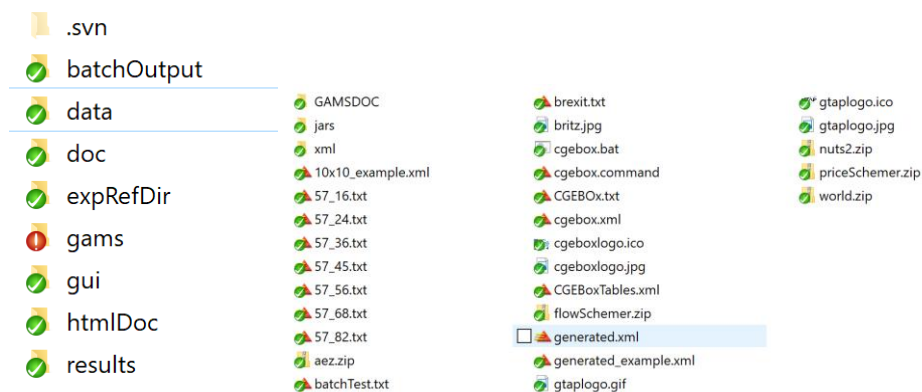 .svn
batchOutput
data
doc
expRefDir
gams
gui
htmlDoc
results
GAMSDOC
jars
xml
10x10_example.xml
57_16.txt
57_24.txt
57_36.txt
57_45.txt
57_56.txt
57_68.txt
57_82.txt
aez.zip
batchTest.txt
brexit.txt
britz.jpg
cgebox.bat
cgebox.command
CGEBOx.txt
cgebox.xml
cgeboxlogo.ico
cgeboxlogo.jpg
CGEBoxTables.xml
flowSchemer.zip
generated.xml
generated_example.xml
gtaplogo.gif
gtaplogo.ico
gtaplogo.jpg
nuts2.zip
priceSchemer.zip
world.zip